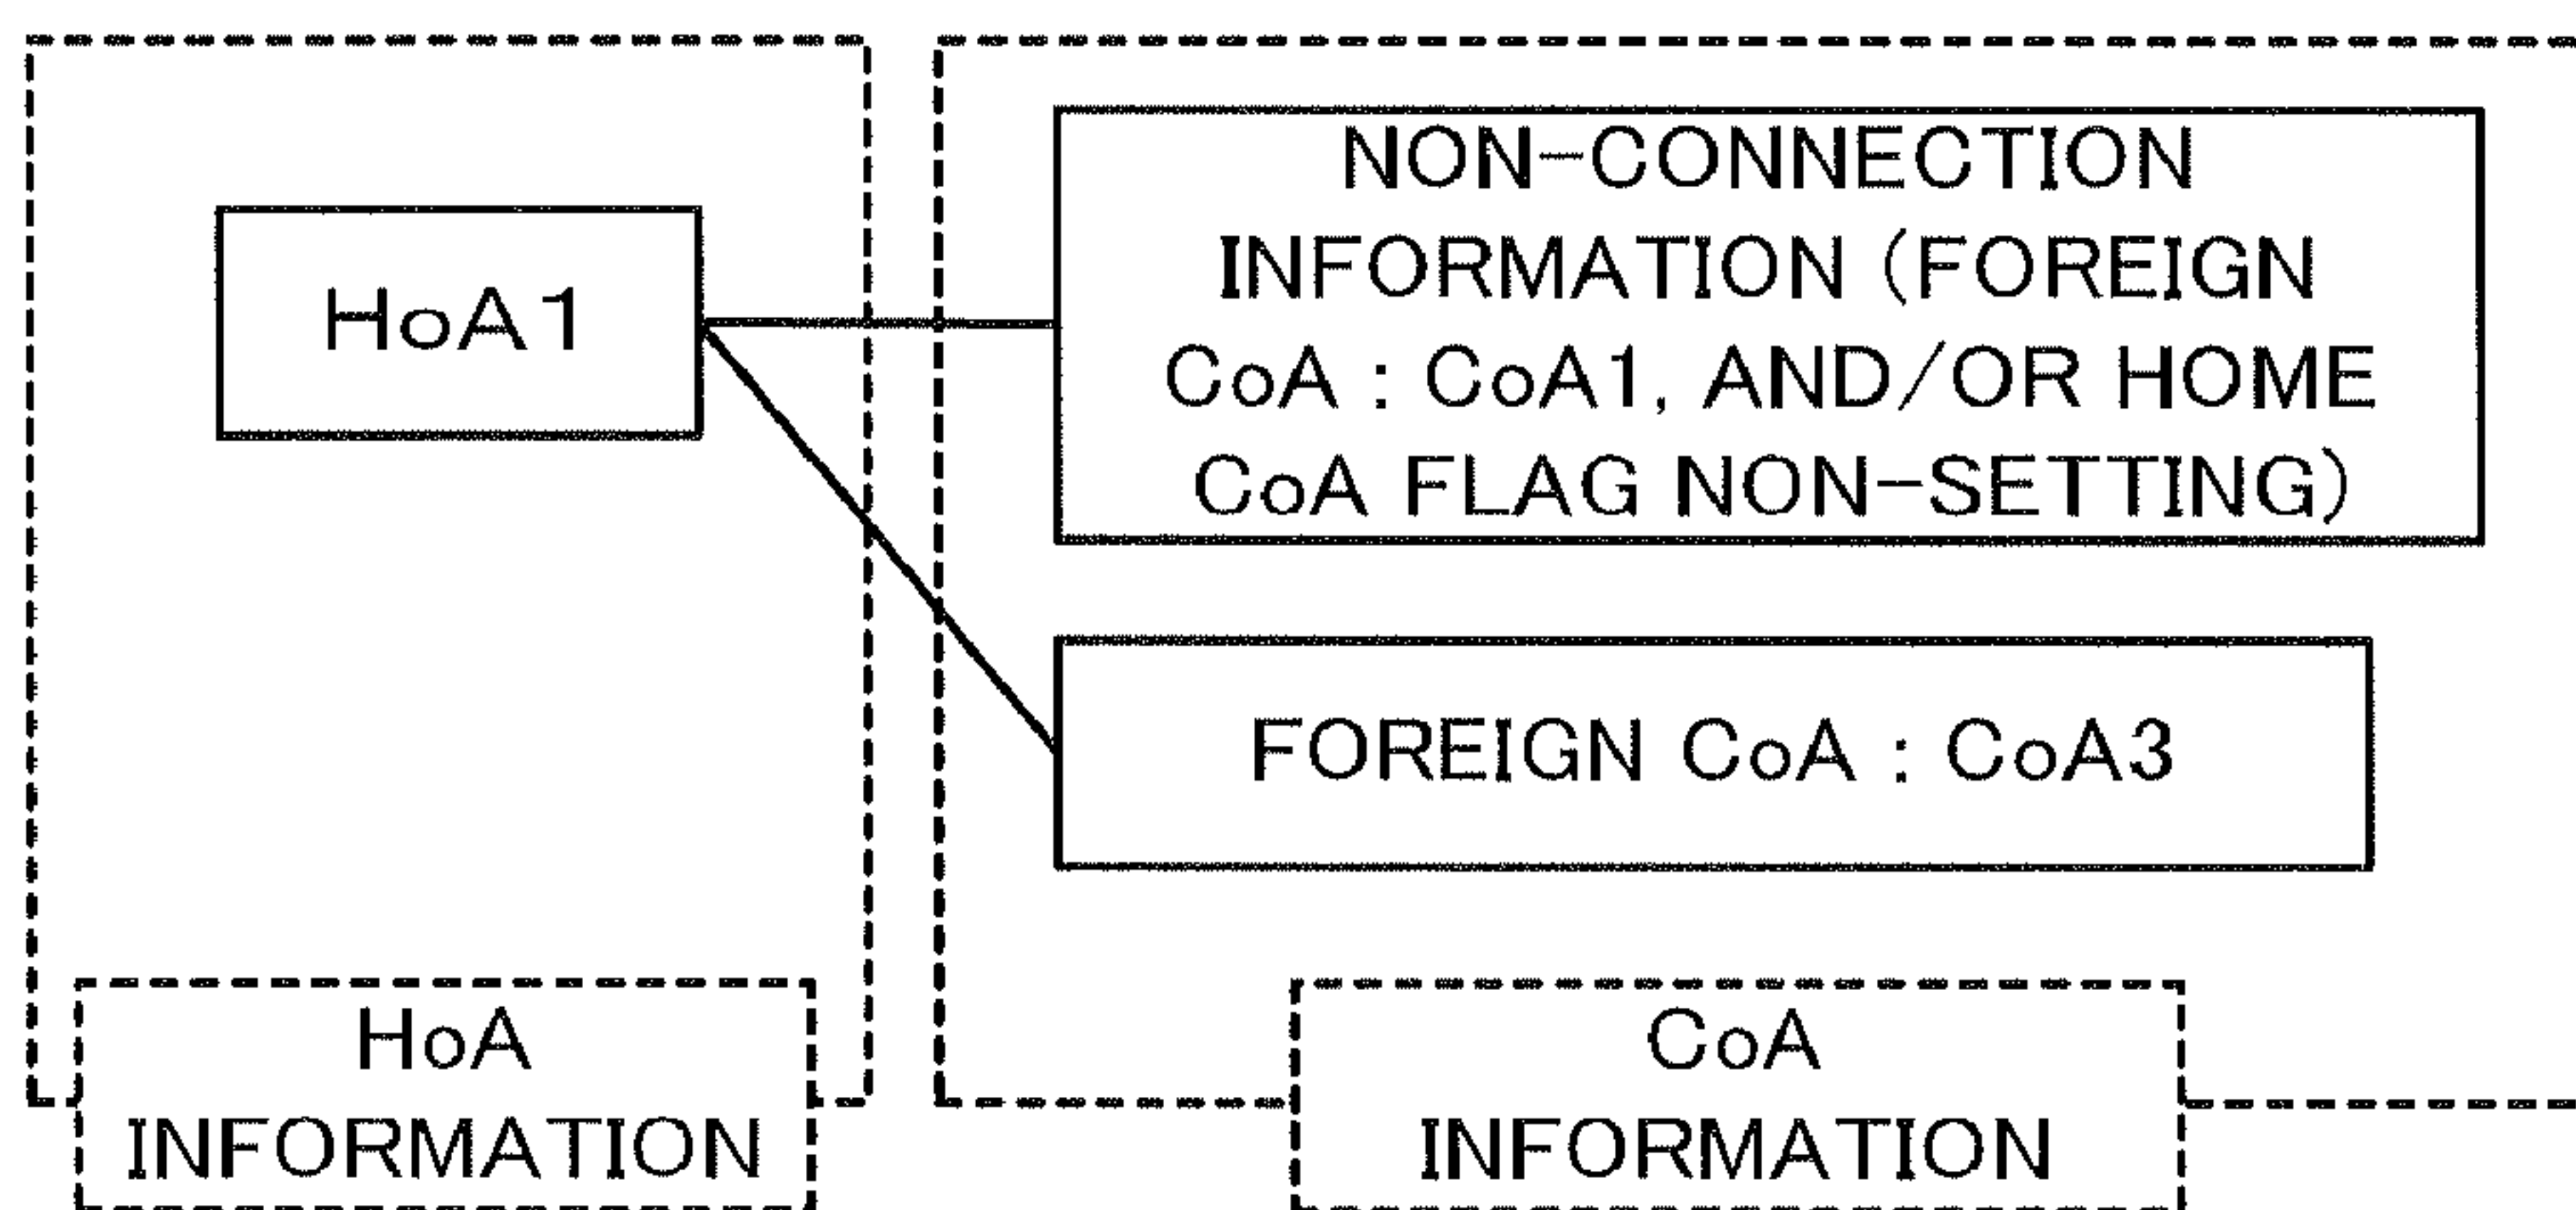 HoA1
NON-CONNECTION
INFORMATION (FOREIGN
CoA : CoA1, AND/OR HOME
CoA FLAG NON-SETTING)
FOREIGN CoA : CoA3
HoA
INFORMATION
CoA
INFORMATION